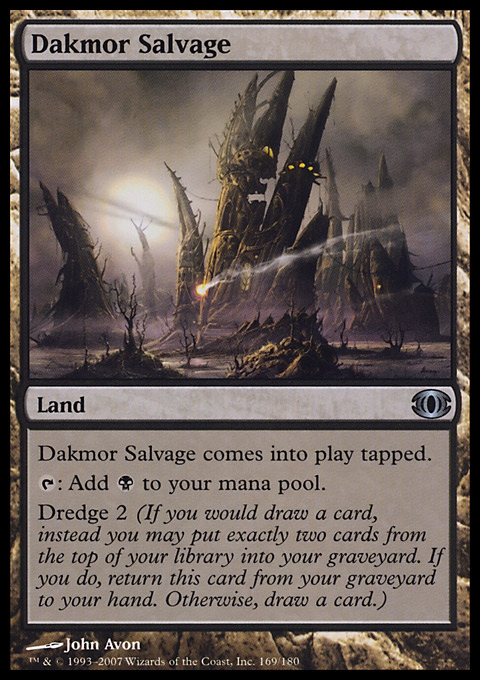 Dakmor Salvage
Land
Dakmor Salvage comes into play tapped.
: Add to your mana pool.
Dredge 2 (If you would draw a card,
instead you may put exactly two cards from
the top of your library into your graveyard. If
you do, return this card from your graveyard
to your hand. Otherwise, draw a card.)
John Avon
™ & © 1993–2007 Wizards of the Coast, Inc. 169/180